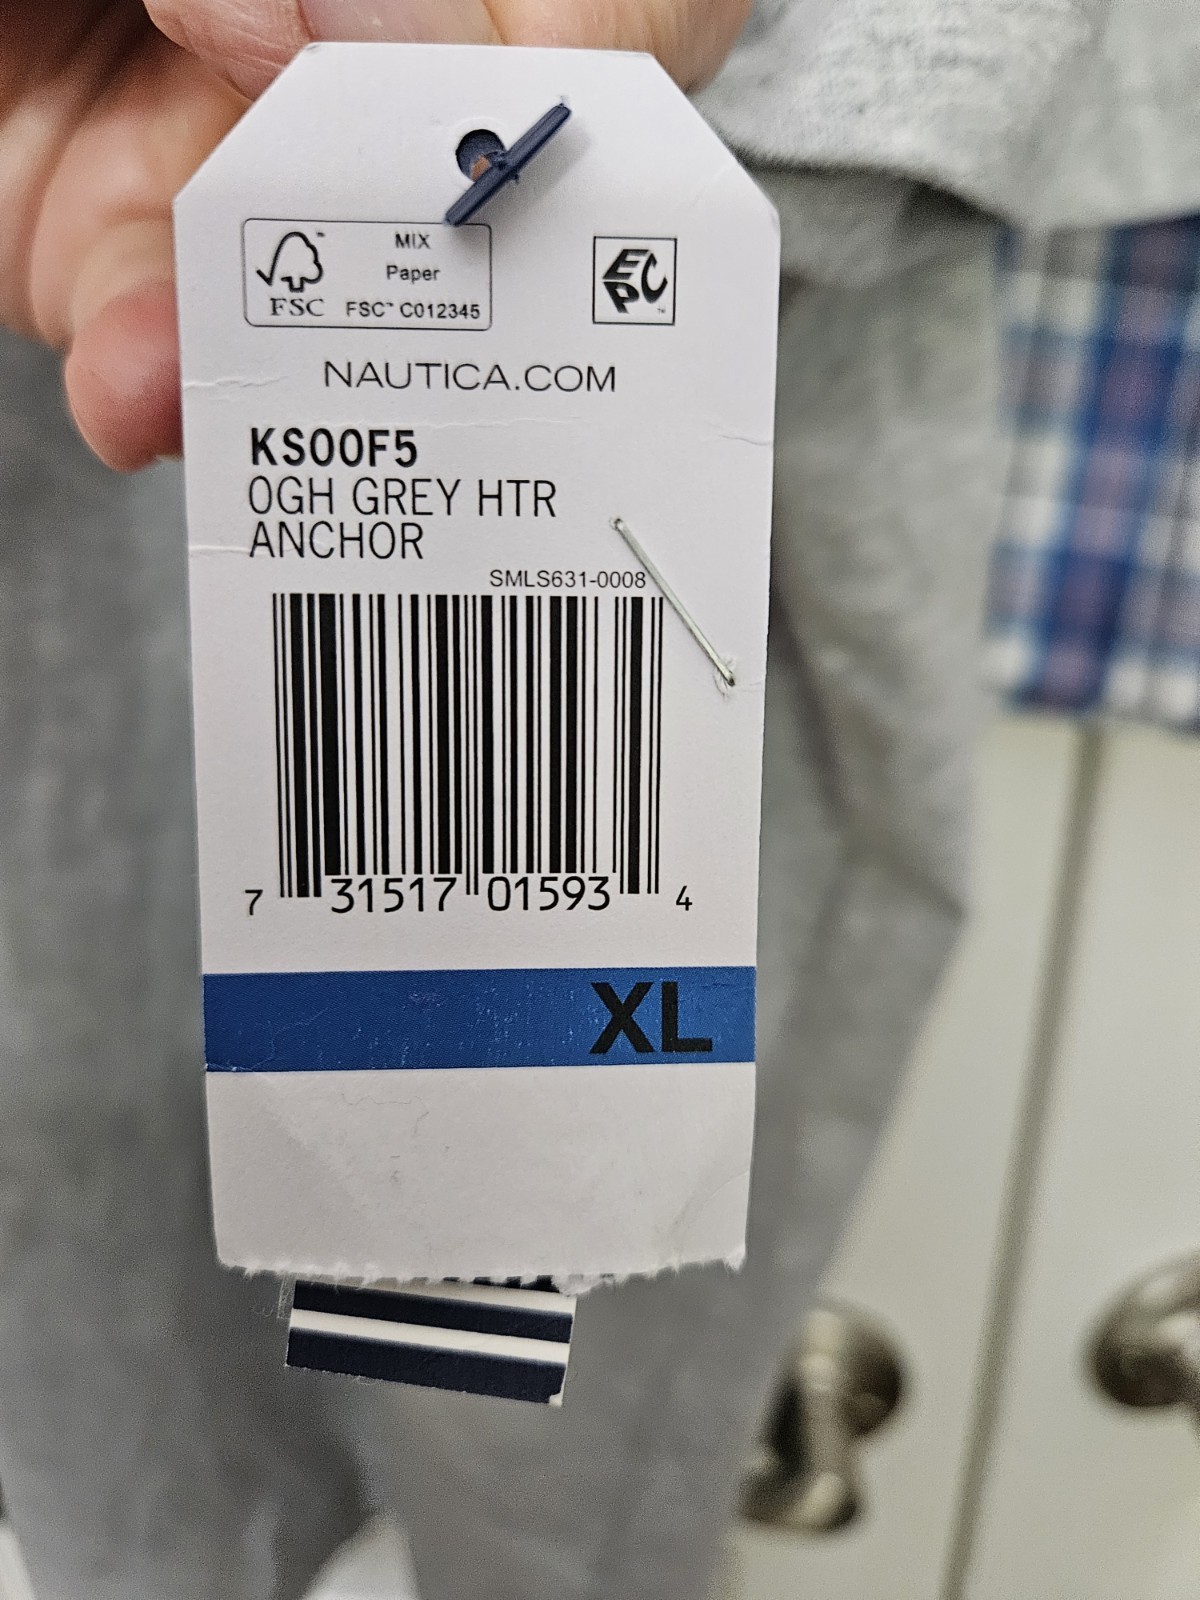 MIX
Paper
FSC™ C012345
FSC
EPC
NAUTICA.COM
KS00F5
0GH GREY HTR
ANCHOR
SMLS631-0008
7 31517 01593 4
XL